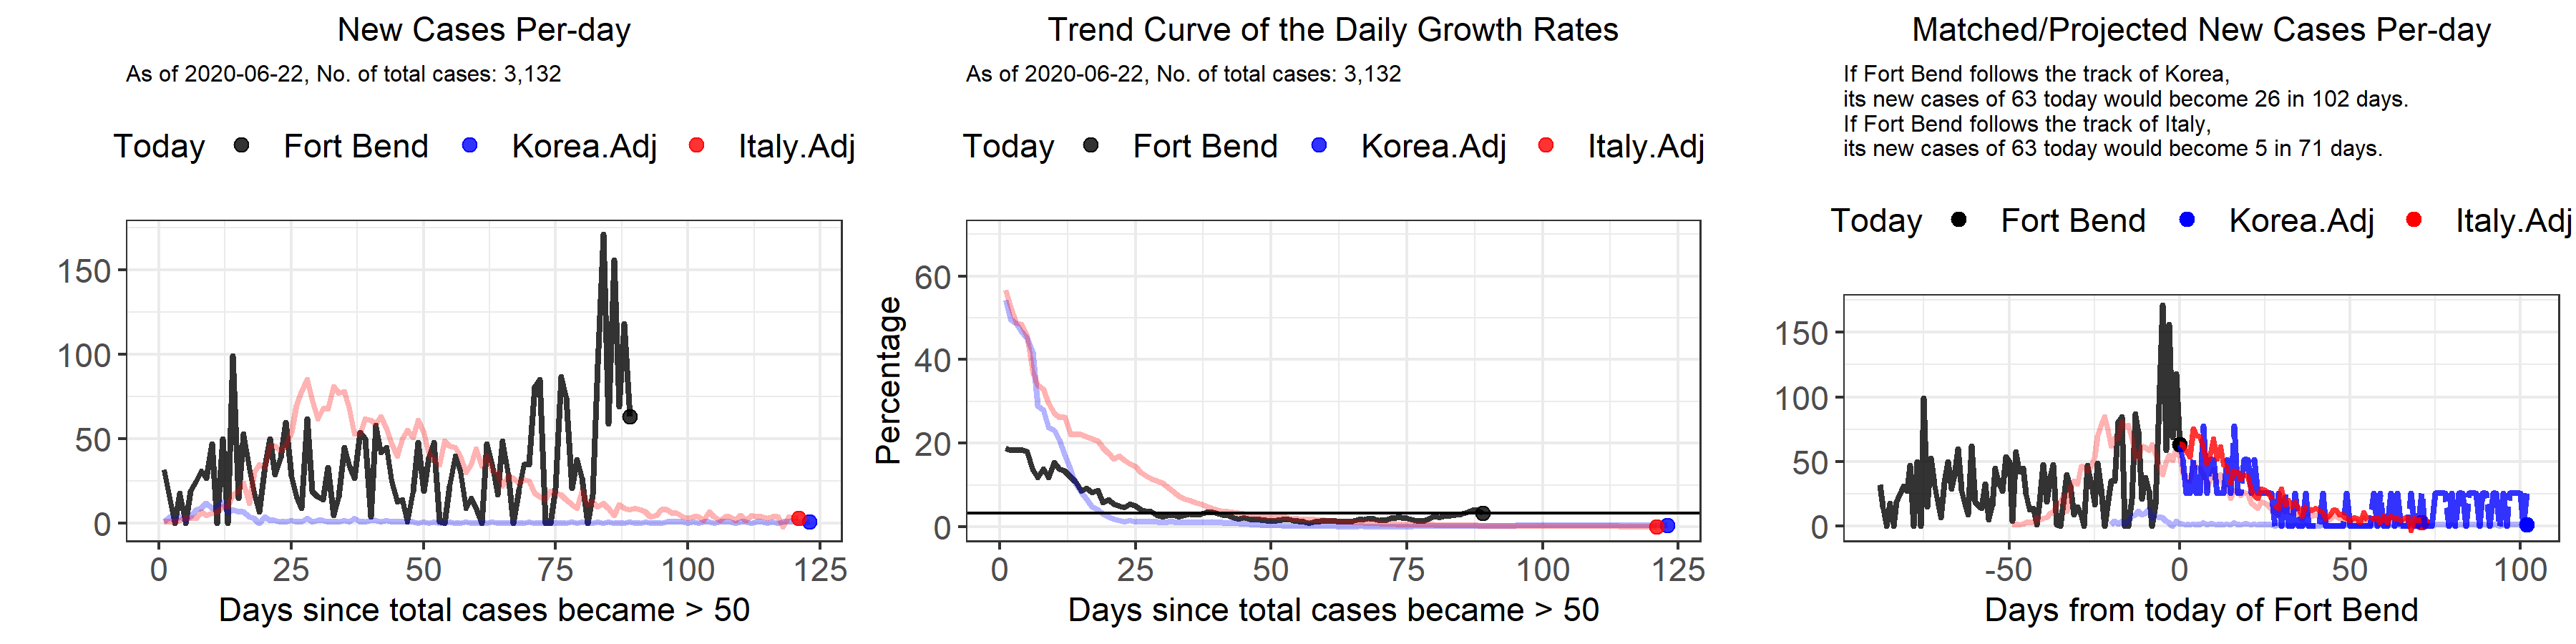 New Cases Per-day
As of 2020-06-22, No. of total cases: 3,132
Today Fort Bend Korea.Adj Italy.Adj
150
100
50
0
0 25 50 75 100 125
Days since total cases became > 50
Trend Curve of the Daily Growth Rates
As of 2020-06-22, No. of total cases: 3,132
Today Fort Bend Korea.Adj Italy.Adj
Percentage
60
40
20
0
0 25 50 75 100 125
Days since total cases became > 50
Matched/Projected New Cases Per-day
If Fort Bend follows the track of Korea,
its new cases of 63 today would become 26 in 102 days.
If Fort Bend follows the track of Italy,
its new cases of 63 today would become 5 in 71 days.
Today Fort Bend Korea.Adj Italy.Adj
150
100
50
0
-50 0 50 100
Days from today of Fort Bend